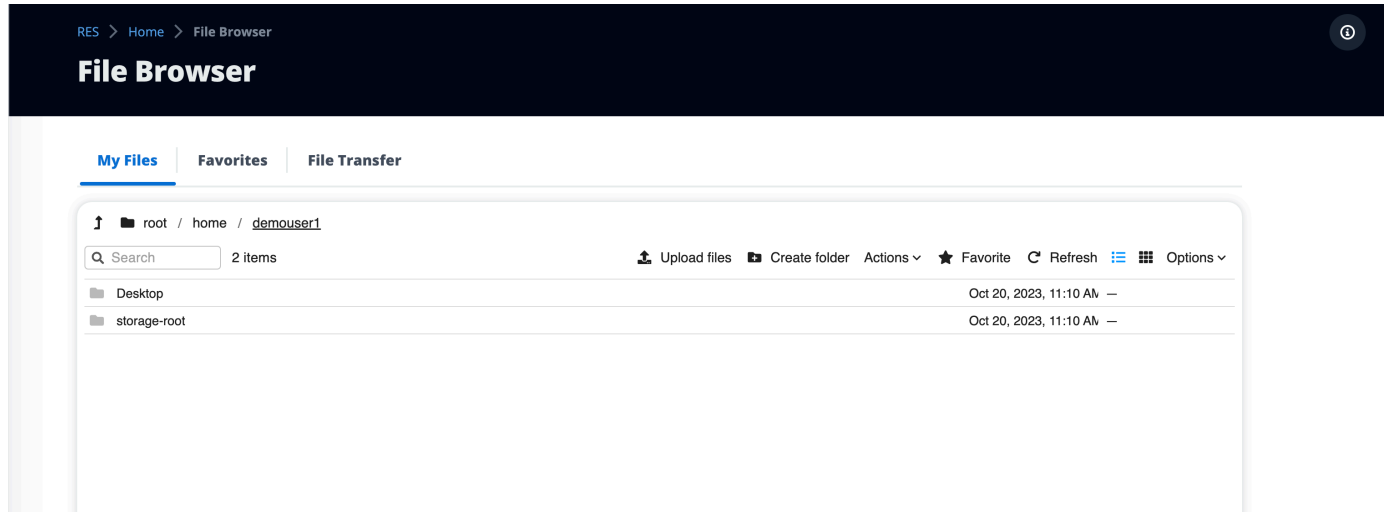 RES > Home > File Browser
File Browser
My Files Favorites File Transfer
root / home / demouser1
Search 2 items Upload files Create folder Actions Favorite Refresh Options
Desktop Oct 20, 2023, 11:10 AM —
storage-root Oct 20, 2023, 11:10 AM —